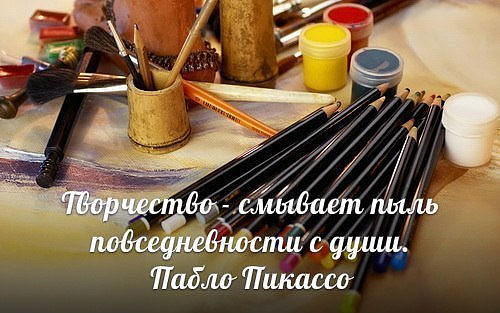 Творчество - смывает пыль
повседневности с души.
Пабло Пикассо